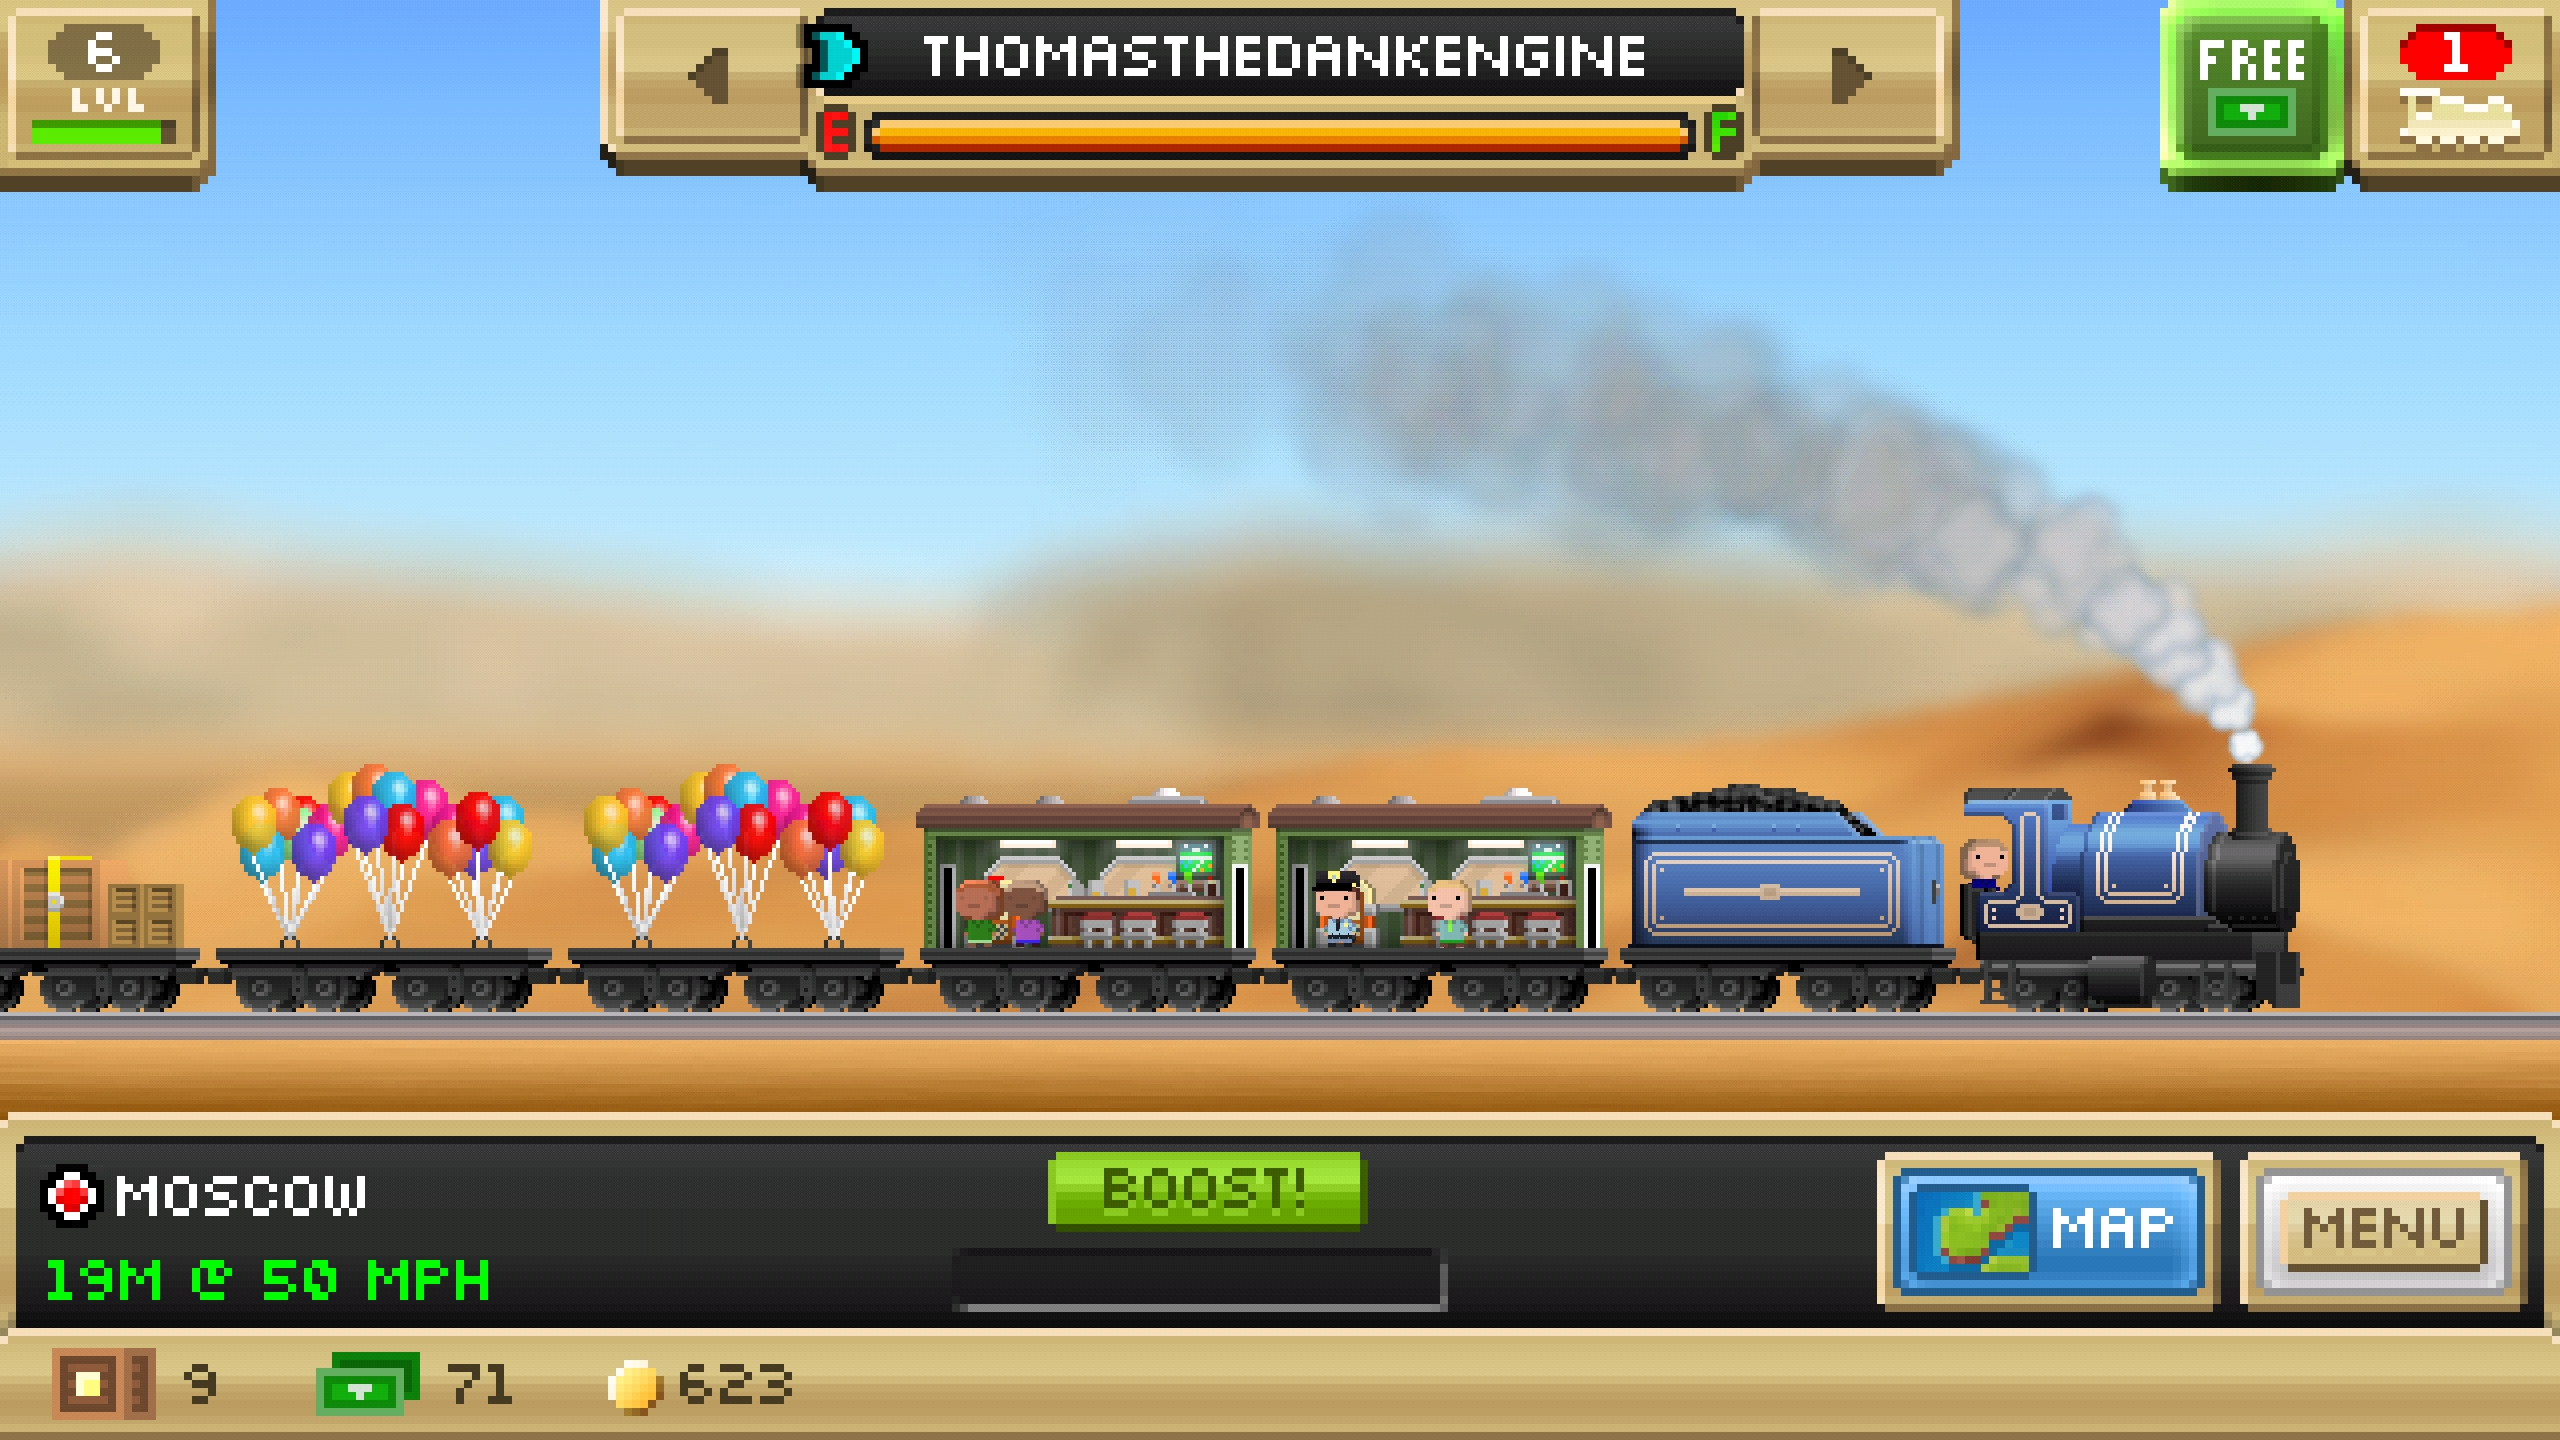 6
LVL
THOMASTHEDANKENGINE
E F
FREE
1
MOSCOW
19M @ 50 MPH
BOOST!
MAP
MENU
9 71 623